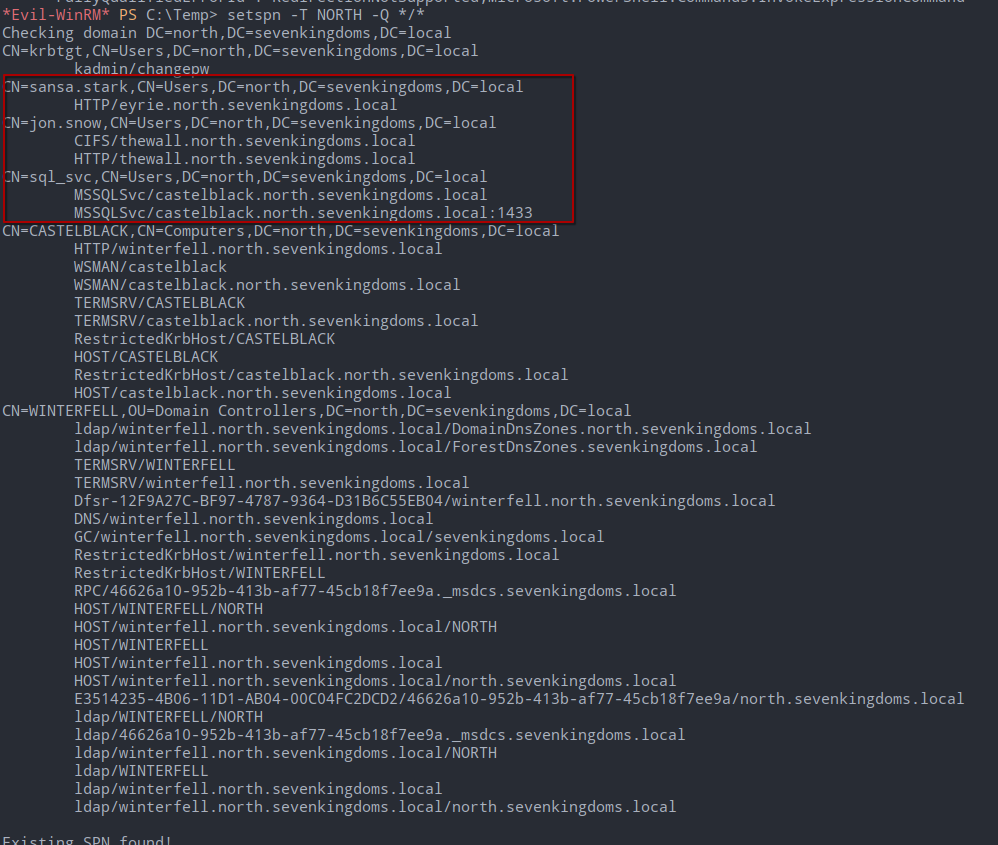 *Evil-WinRM* PS C:\Temp> setspn -T NORTH -Q */*
Checking domain DC=north,DC=sevenkingdoms,DC=local
CN=krbtgt,CN=Users,DC=north,DC=sevenkingdoms,DC=local
kadmin/changepw
CN=sansa.stark,CN=Users,DC=north,DC=sevenkingdoms,DC=local
HTTP/eyrie.north.sevenkingdoms.local
CN=jon.snow,CN=Users,DC=north,DC=sevenkingdoms,DC=local
CIFS/thewall.north.sevenkingdoms.local
HTTP/thewall.north.sevenkingdoms.local
CN=sql_svc,CN=Users,DC=north,DC=sevenkingdoms,DC=local
MSSQLSvc/castelblack.north.sevenkingdoms.local
MSSQLSvc/castelblack.north.sevenkingdoms.local:1433
CN=CASTELBLACK,CN=Computers,DC=north,DC=sevenkingdoms,DC=local
HTTP/winterfell.north.sevenkingdoms.local
WSMAN/castelblack
WSMAN/castelblack.north.sevenkingdoms.local
TERMSRV/CASTELBLACK
TERMSRV/castelblack.north.sevenkingdoms.local
RestrictedKrbHost/CASTELBLACK
HOST/CASTELBLACK
RestrictedKrbHost/castelblack.north.sevenkingdoms.local
HOST/castelblack.north.sevenkingdoms.local
CN=WINTERFELL,OU=Domain Controllers,DC=north,DC=sevenkingdoms,DC=local
ldap/winterfell.north.sevenkingdoms.local/DomainDnsZones.north.sevenkingdoms.local
ldap/winterfell.north.sevenkingdoms.local/ForestDnsZones.sevenkingdoms.local
TERMSRV/WINTERFELL
TERMSRV/winterfell.north.sevenkingdoms.local
Dfsr-12F9A27C-BF97-4787-9364-D31B6C55EB04/winterfell.north.sevenkingdoms.local
DNS/winterfell.north.sevenkingdoms.local
GC/winterfell.north.sevenkingdoms.local/sevenkingdoms.local
RestrictedKrbHost/winterfell.north.sevenkingdoms.local
RestrictedKrbHost/WINTERFELL
RPC/46626a10-952b-413b-af77-45cb18f7ee9a._msdcs.sevenkingdoms.local
HOST/WINTERFELL/NORTH
HOST/winterfell.north.sevenkingdoms.local/NORTH
HOST/WINTERFELL
HOST/winterfell.north.sevenkingdoms.local
HOST/winterfell.north.sevenkingdoms.local/north.sevenkingdoms.local
E3514235-4B06-11D1-AB04-00C04FC2DCD2/46626a10-952b-413b-af77-45cb18f7ee9a/north.sevenkingdoms.local
ldap/WINTERFELL/NORTH
ldap/46626a10-952b-413b-af77-45cb18f7ee9a._msdcs.sevenkingdoms.local
ldap/winterfell.north.sevenkingdoms.local/NORTH
ldap/WINTERFELL
ldap/winterfell.north.sevenkingdoms.local
ldap/winterfell.north.sevenkingdoms.local/north.sevenkingdoms.local
Existing SPN found!